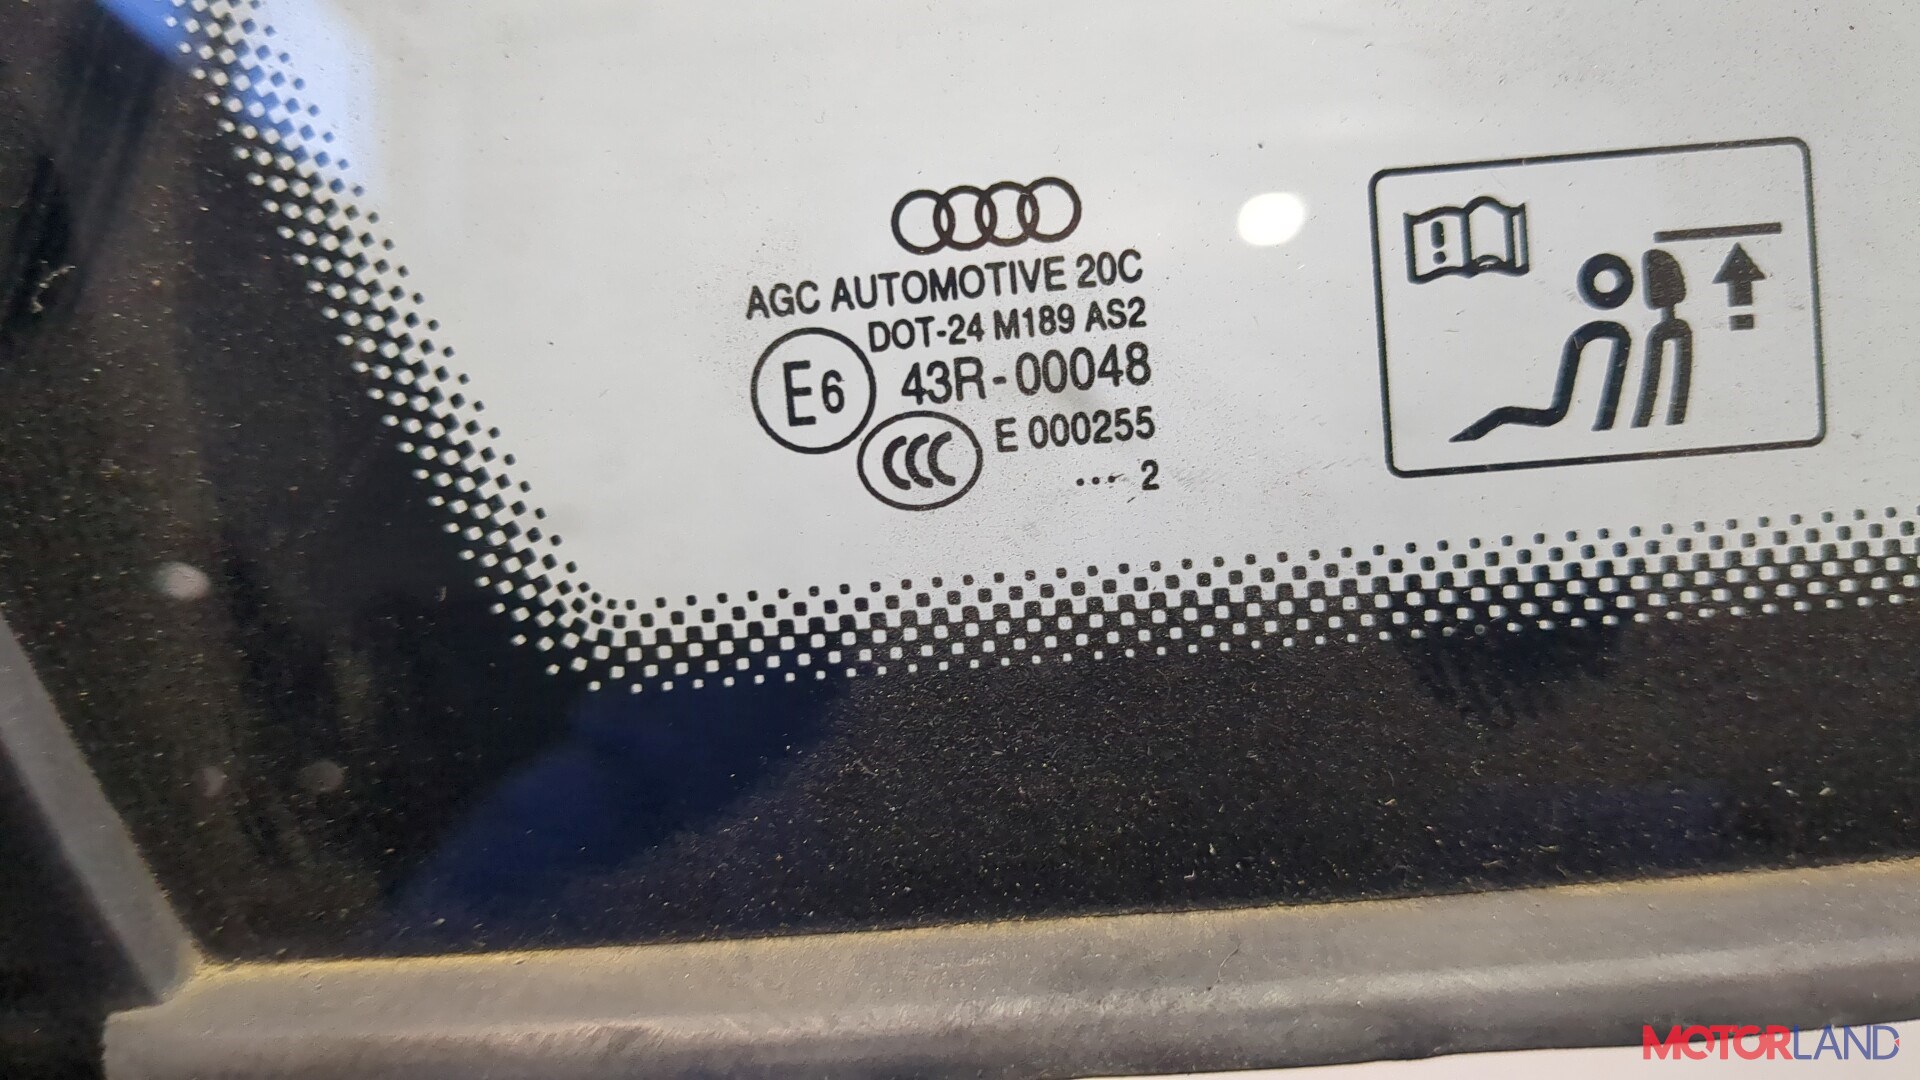 AGC AUTOMOTIVE 20C
DOT-24 M189 AS2
E6 43R-00048
CCC E 000255
... 2
MOTORLAND